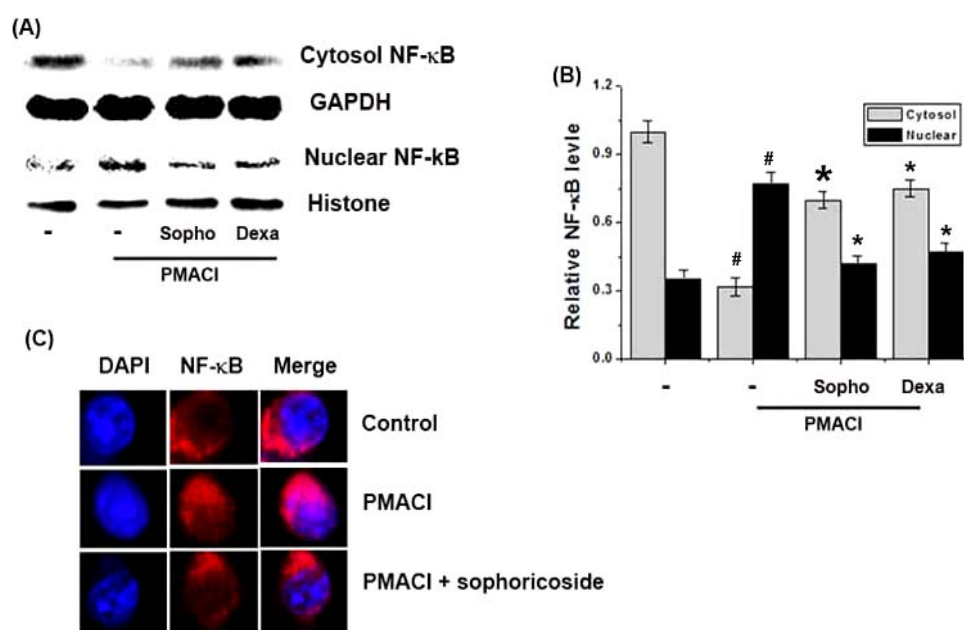 (A)
Cytosol NF-κB
GAPDH
Nuclear NF-kB
Histone
- - Sopho Dexa
PMACI
(B)
Relative NF-κB levle
1.2
0.9
0.6
0.3
0.0
Cytosol
Nuclear
#
#
*
*
*
*
- - Sopho Dexa
PMACI
(C)
DAPI NF-κB Merge
Control
PMACI
PMACI + sophoricoside